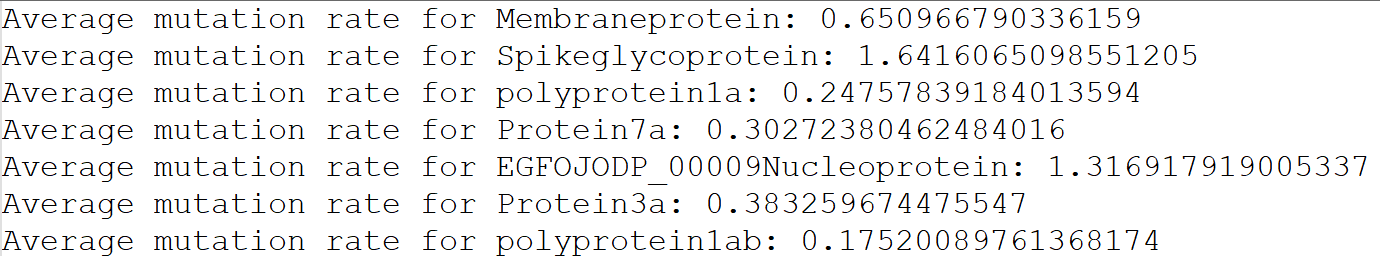 Average mutation rate for Membraneprotein: 0.650966790336159
Average mutation rate for Spikeglycoprotein: 1.6416065098551205
Average mutation rate for polyprotein1a: 0.24757839184013594
Average mutation rate for Protein7a: 0.30272380462484016
Average mutation rate for EGFOJODP_00009Nucleoprotein: 1.316917919005337
Average mutation rate for Protein3a: 0.383259674475547
Average mutation rate for polyprotein1ab: 0.17520089761368174